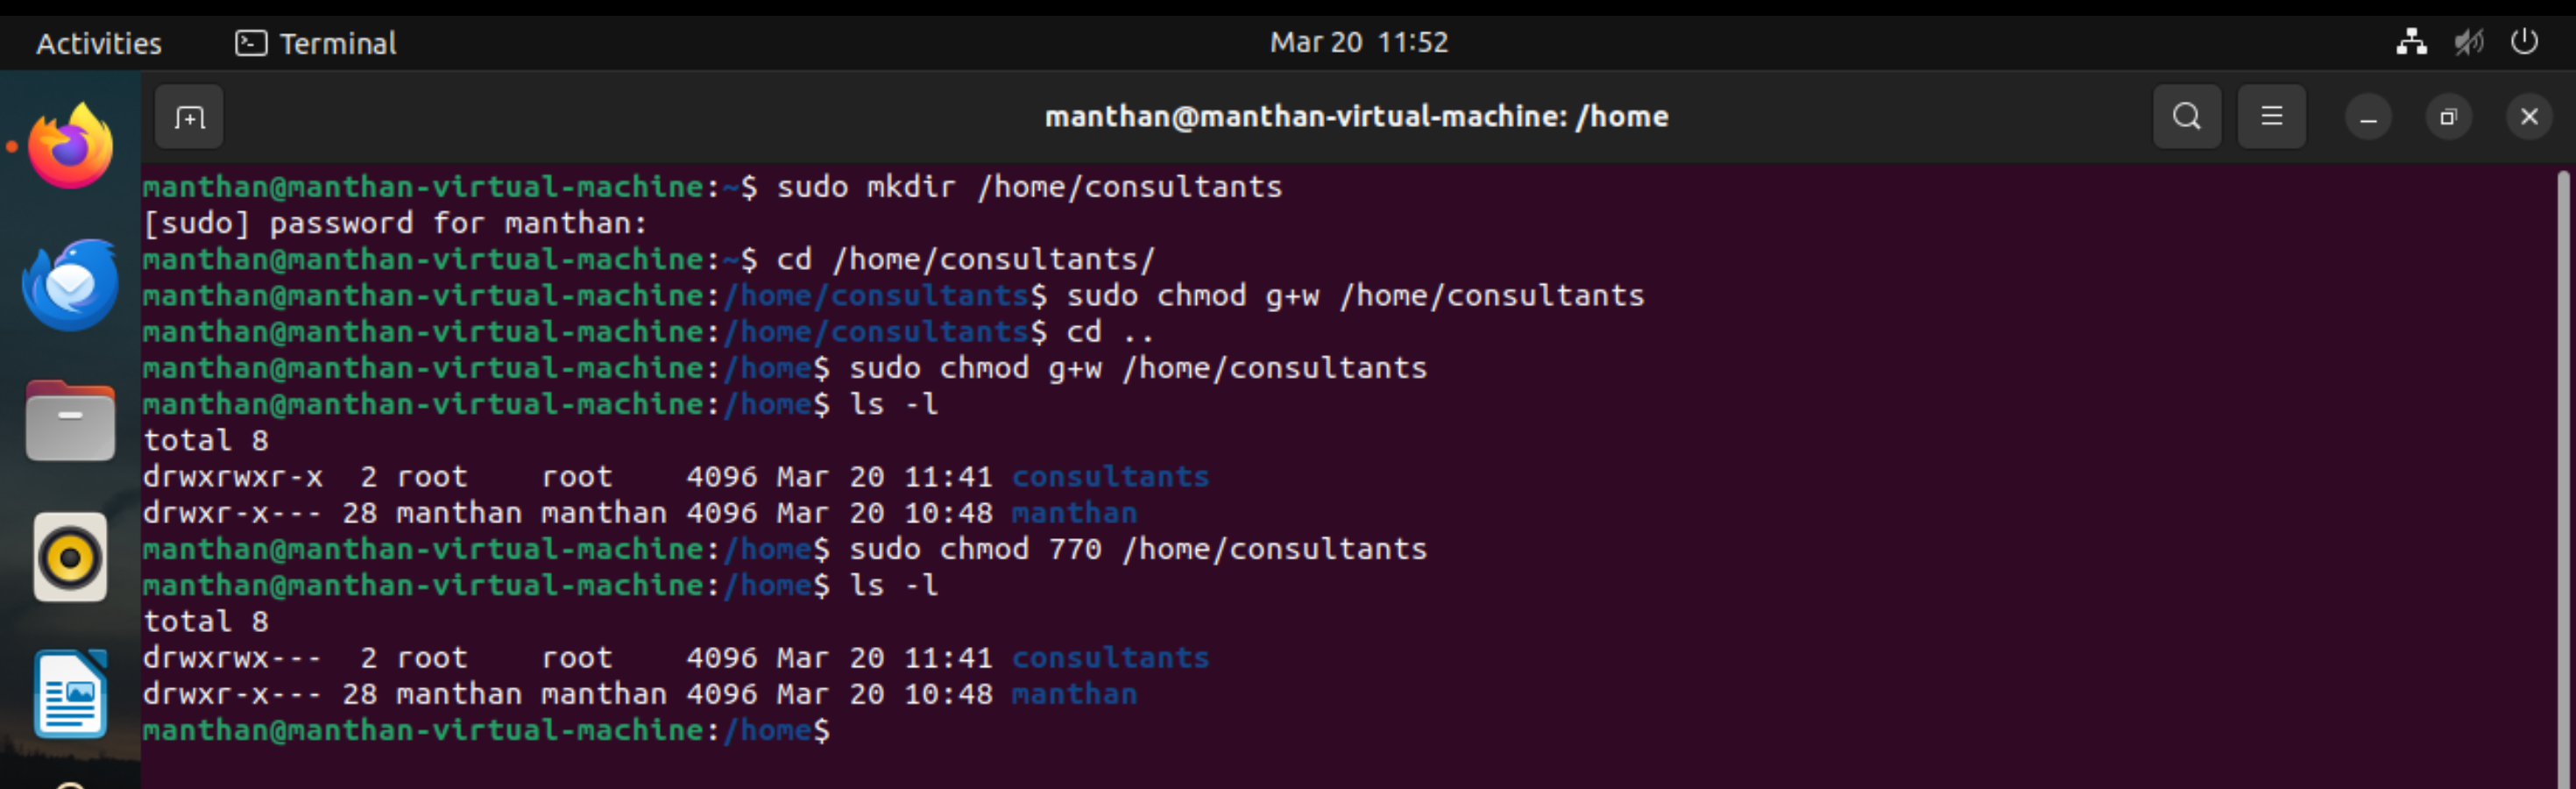 Activities Terminal Mar 20 11:52
manthan@manthan-virtual-machine: /home
manthan@manthan-virtual-machine:~$ sudo mkdir /home/consultants
[sudo] password for manthan:
manthan@manthan-virtual-machine:~$ cd /home/consultants/
manthan@manthan-virtual-machine:/home/consultants$ sudo chmod g+w /home/consultants
manthan@manthan-virtual-machine:/home/consultants$ cd ..
manthan@manthan-virtual-machine:/home$ sudo chmod g+w /home/consultants
manthan@manthan-virtual-machine:/home$ ls -l
total 8
drwxrwxr-x  2 root    root    4096 Mar 20 11:41 consultants
drwxr-x--- 28 manthan manthan 4096 Mar 20 10:48 manthan
manthan@manthan-virtual-machine:/home$ sudo chmod 770 /home/consultants
manthan@manthan-virtual-machine:/home$ ls -l
total 8
drwxrwx---  2 root    root    4096 Mar 20 11:41 consultants
drwxr-x--- 28 manthan manthan 4096 Mar 20 10:48 manthan
manthan@manthan-virtual-machine:/home$